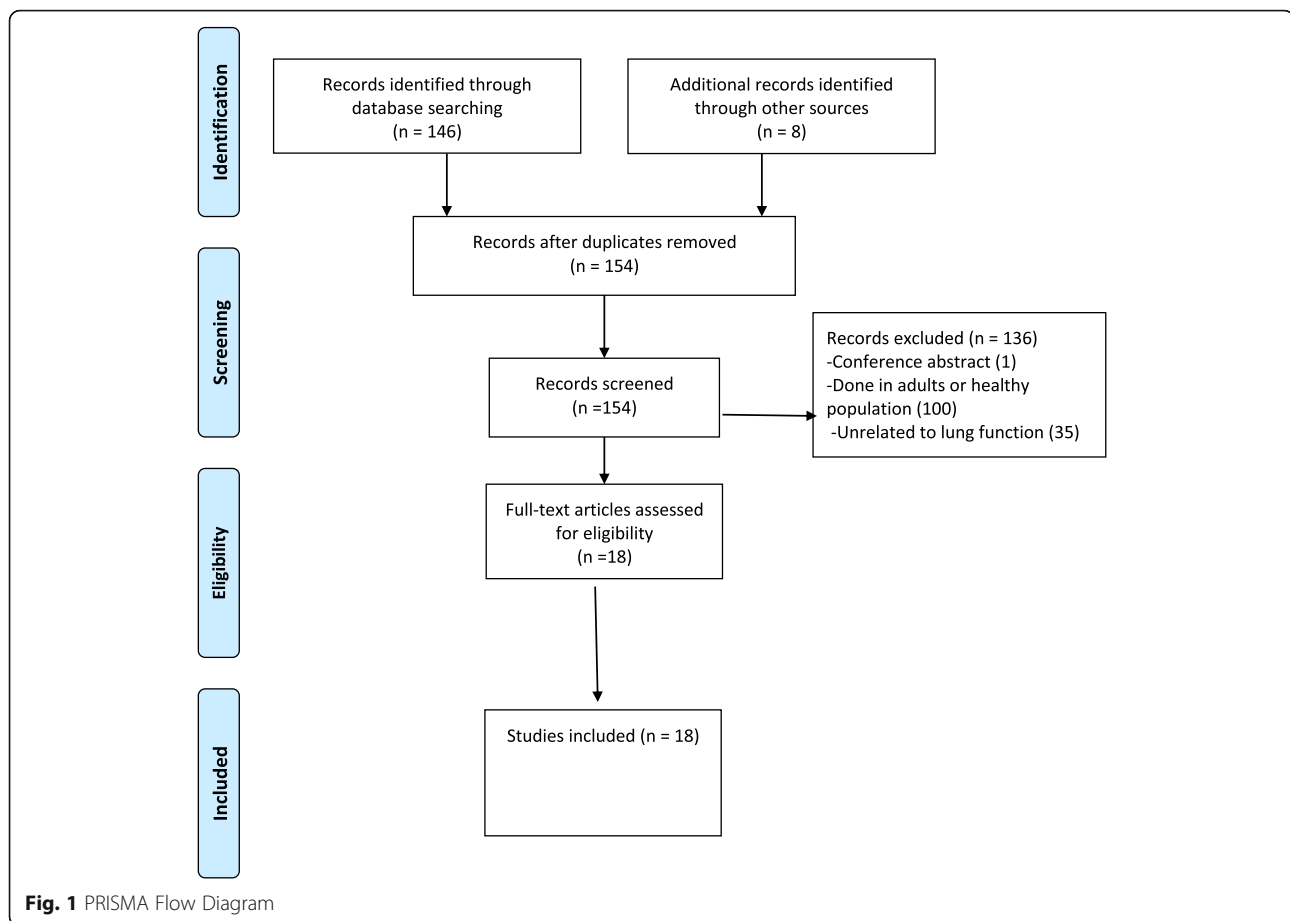 Identification
Records identified through
database searching
(n = 146)
Additional records identified
through other sources
(n = 8)
Records after duplicates removed
(n = 154)
Screening
Records screened
(n =154)
Records excluded (n = 136)
-Conference abstract (1)
-Done in adults or healthy
population (100)
-Unrelated to lung function (35)
Eligibility
Full-text articles assessed
for eligibility
(n =18)
Included
Studies included (n = 18)
Fig. 1 PRISMA Flow Diagram